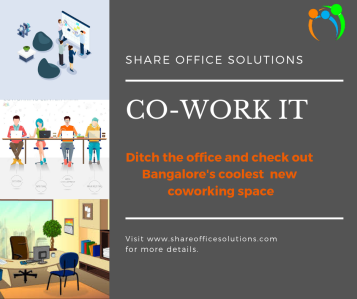 SHARE OFFICE SOLUTIONS
CO-WORK IT
Ditch the office and check out
Bangalore's coolest new
coworking space
Visit www.shareofficesolutions.com
for more details.